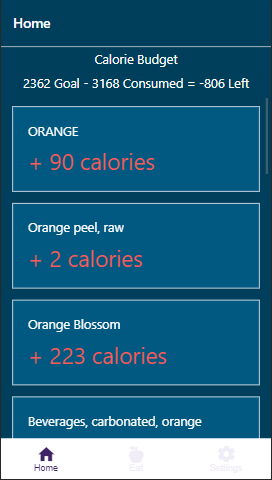 Home
Calorie Budget
2362 Goal - 3168 Consumed = -806 Left
ORANGE
+ 90 calories
Orange peel, raw
+ 2 calories
Orange Blossom
+ 223 calories
Beverages, carbonated, orange
Home
Eat
Settings